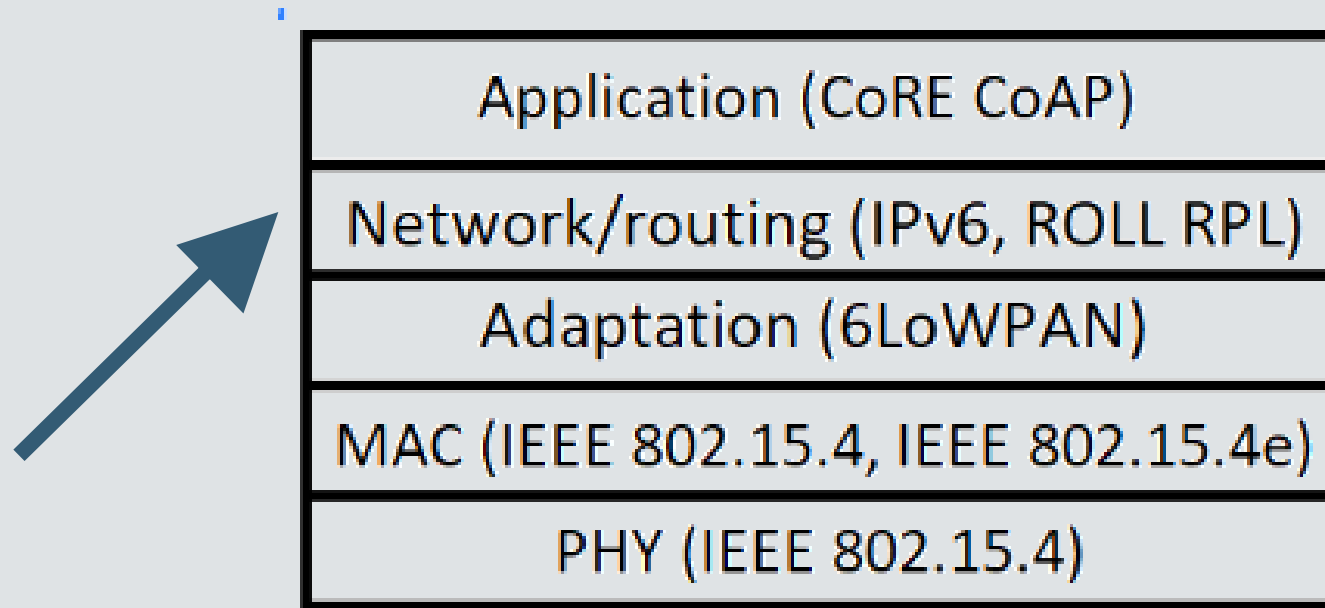 Application (CoRE CoAP)
Network/routing (IPv6, ROLL RPL)
Adaptation (6LoWPAN)
MAC (IEEE 802.15.4, IEEE 802.15.4e)
PHY (IEEE 802.15.4)